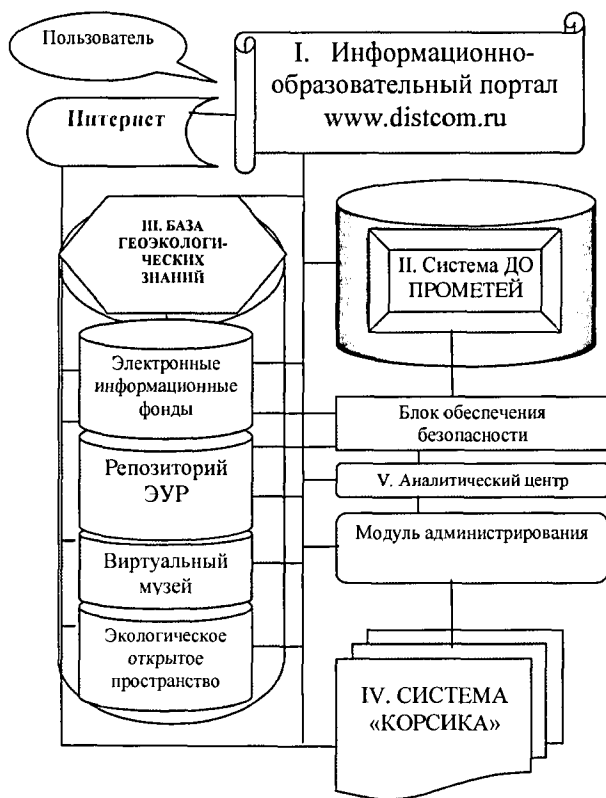 Пользователь
I. Информационно-
образовательный портал
www.distcom.ru
Интернет
III. БАЗА
ГЕОЭКОЛОГИ-
ЧЕСКИХ
ЗНАНИЙ
II. Система ДО
ПРОМЕТЕЙ
Электронные
информационные
фонды
Блок обеспечения
безопасности
Репозиторий
ЭУР
V. Аналитический центр
Модуль администрирования
Виртуальный
музей
Экологическое
открытое
пространство
IV. СИСТЕМА
«КОРСИКА»